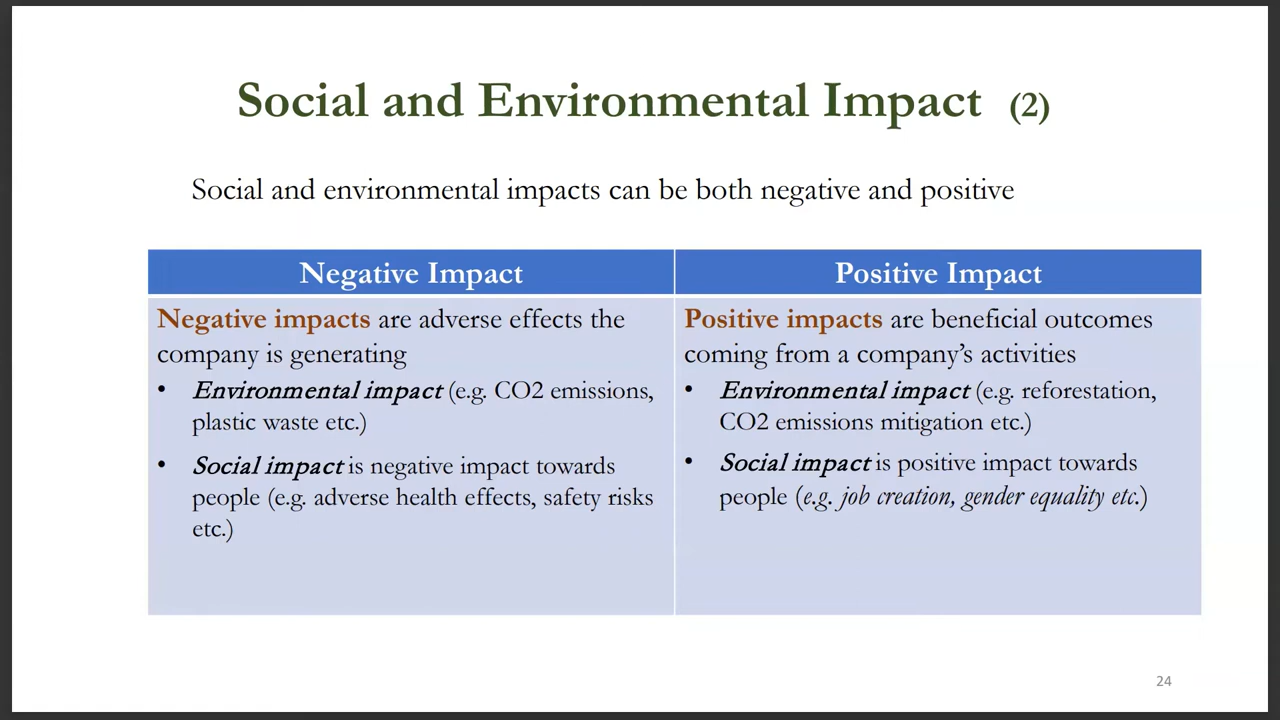 Social and Environmental Impact (2)
Social and environmental impacts can be both negative and positive
Negative Impact
Negative impacts are adverse effects the
company is generating
• Environmental impact (e.g. CO2 emissions,
plastic waste etc.)
• Social impact is negative impact towards
people (e.g. adverse health effects, safety risks
etc.)
Positive Impact
Positive impacts are beneficial outcomes
coming from a company’s activities
• Environmental impact (e.g. reforestation,
CO2 emissions mitigation etc.)
• Social impact is positive impact towards
people (e.g. job creation, gender equality etc.)
24